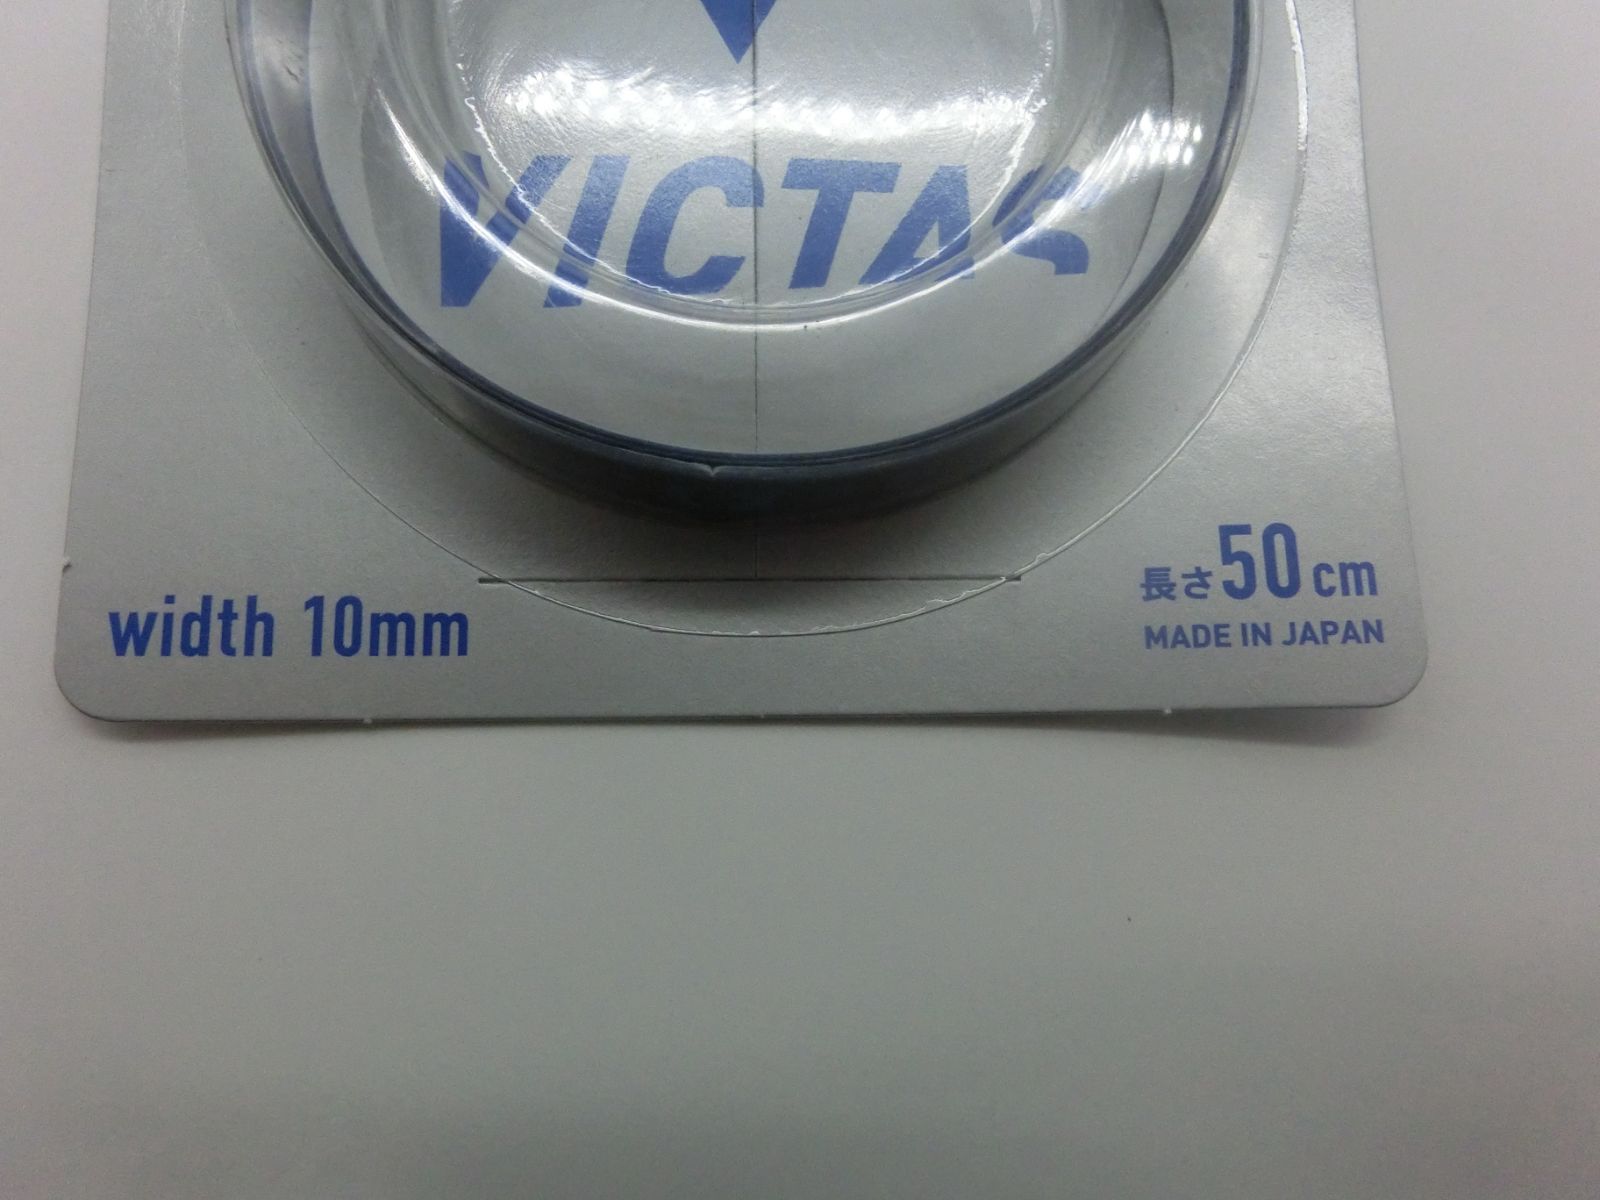 VICTAS
width 10mm
長さ50cm
MADE IN JAPAN